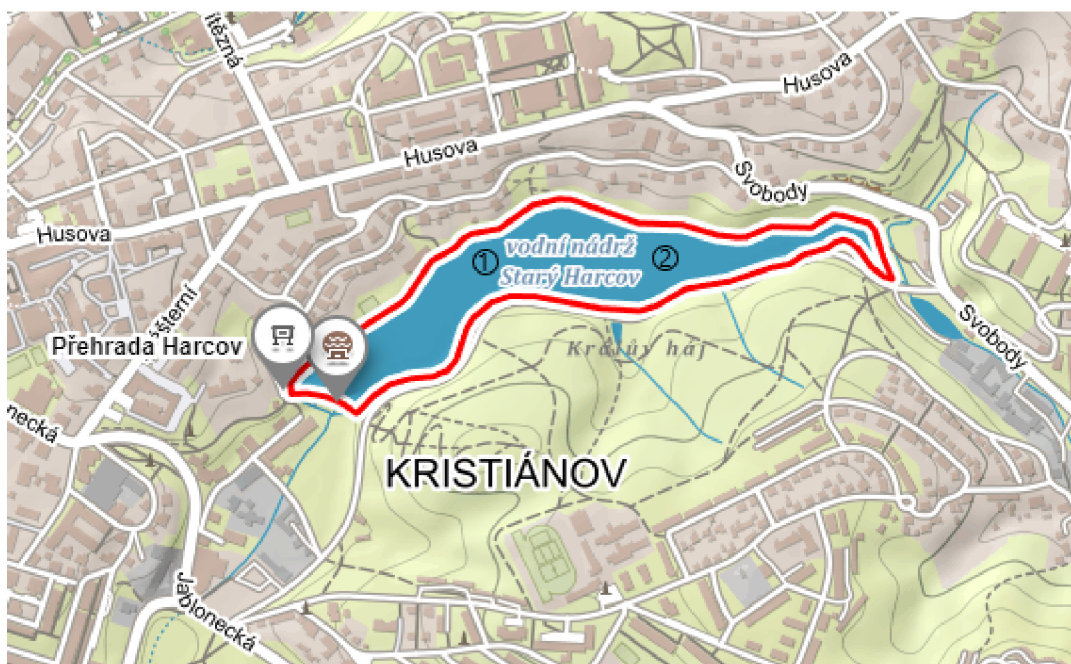 Husova
Husova
Svobody
Husova
①
vodní nádrž
②
Starý Harcov
Svobody
Přehrada Harcov
Králův háj
KRISTIÁNOV
Jablonecká